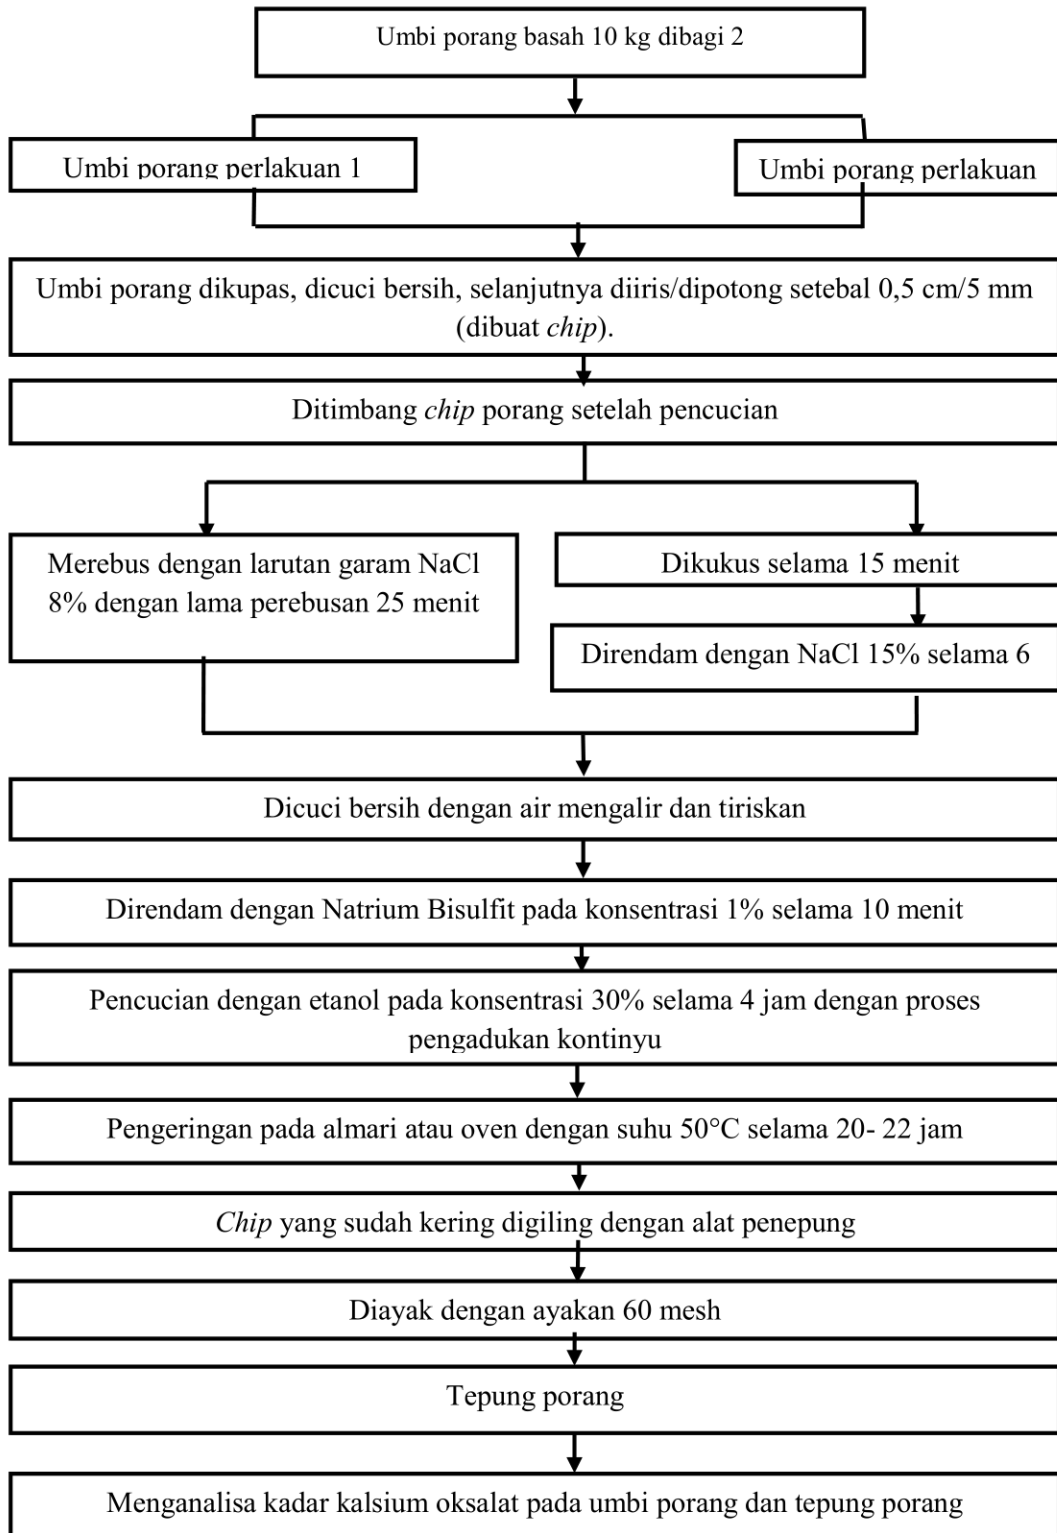 Umbi porang basah 10 kg dibagi 2
Umbi porang perlakuan 1
Umbi porang perlakuan
Umbi porang dikupas, dicuci bersih, selanjutnya diiris/dipotong setebal 0,5 cm/5 mm
(dibuat chip).
Ditimbang chip porang setelah pencucian
Merebus dengan larutan garam NaCl
8% dengan lama perebusan 25 menit
Dikukus selama 15 menit
Direndam dengan NaCl 15% selama 6
Dicuci bersih dengan air mengalir dan tiriskan
Direndam dengan Natrium Bisulfit pada konsentrasi 1% selama 10 menit
Pencucian dengan etanol pada konsentrasi 30% selama 4 jam dengan proses
pengadukan kontinyu
Pengeringan pada almari atau oven dengan suhu 50°C selama 20- 22 jam
Chip yang sudah kering digiling dengan alat penepung
Diayak dengan ayakan 60 mesh
Tepung porang
Menganalisa kadar kalsium oksalat pada umbi porang dan tepung porang